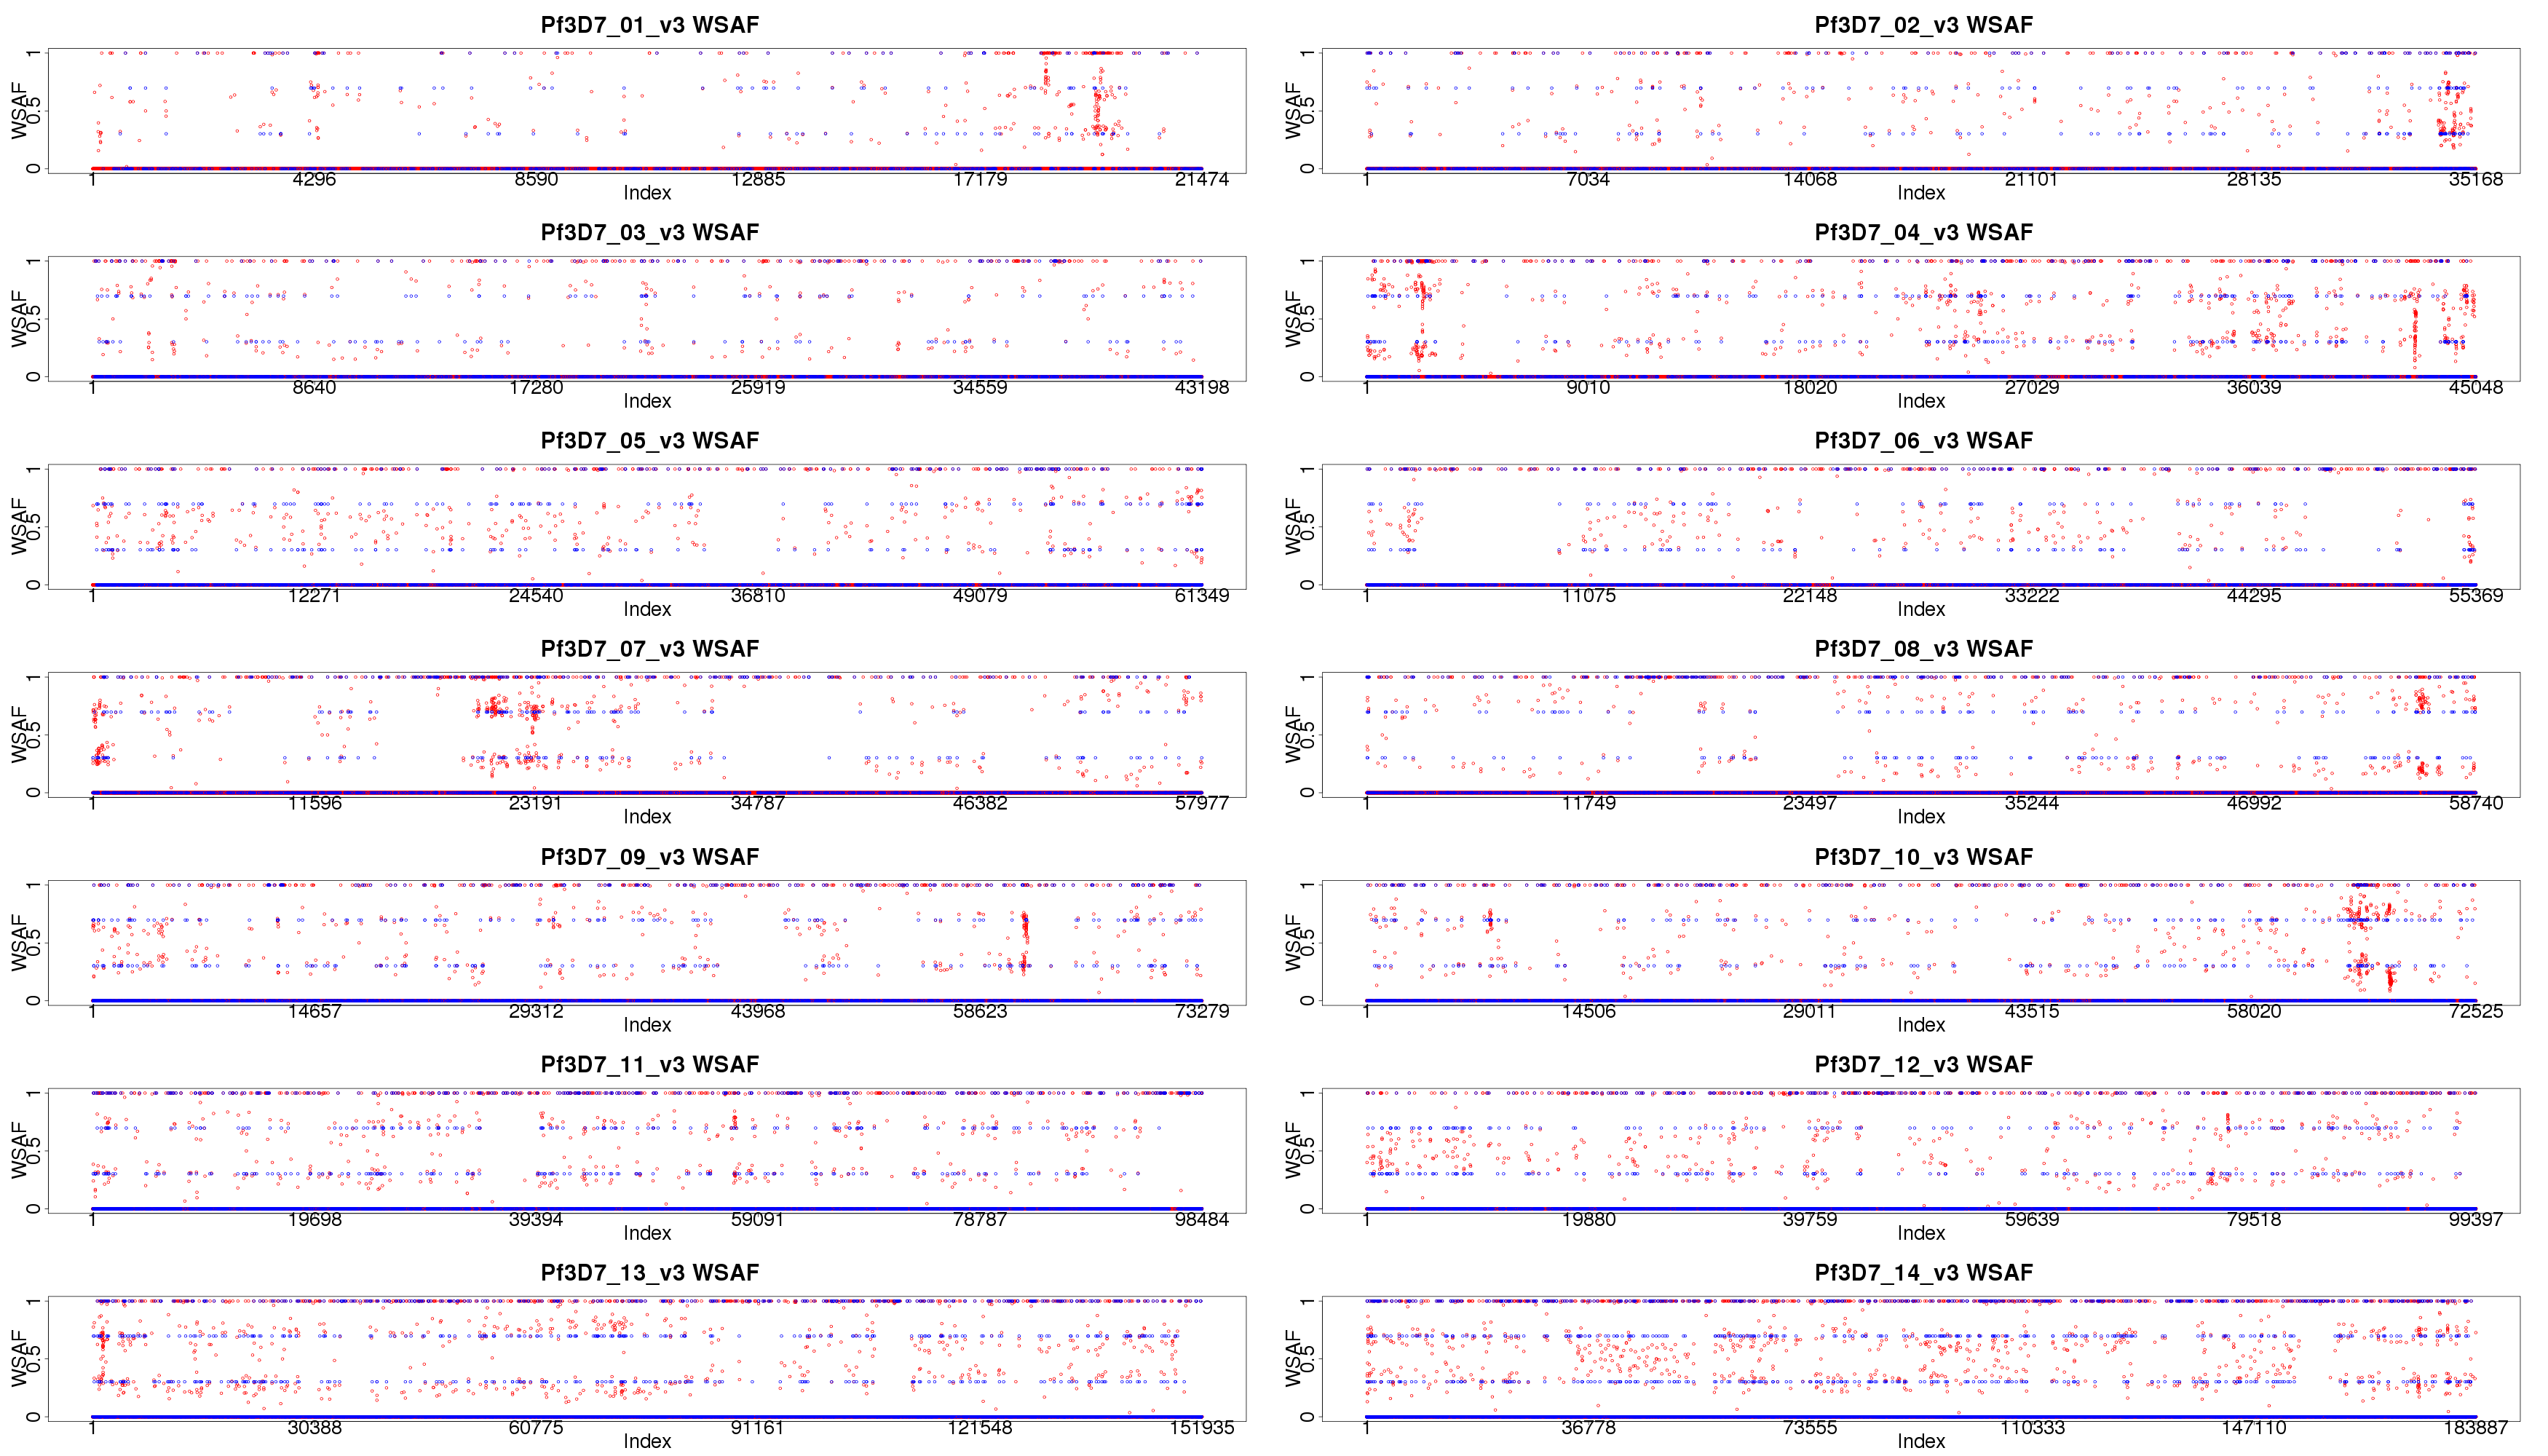 Pf3D7_01_v3 WSAF
WSAF
0 0.5 1
1 4296 8590 12885 17179 21474
Index
Pf3D7_02_v3 WSAF
WSAF
0 0.5 1
1 7034 14068 21101 28135 35168
Index
Pf3D7_03_v3 WSAF
WSAF
0 0.5 1
1 8640 17280 25919 34559 43198
Index
Pf3D7_04_v3 WSAF
WSAF
0 0.5 1
1 9010 18020 27029 36039 45048
Index
Pf3D7_05_v3 WSAF
WSAF
0 0.5 1
1 12271 24540 36810 49079 61349
Index
Pf3D7_06_v3 WSAF
WSAF
0 0.5 1
1 11075 22148 33222 44295 55369
Index
Pf3D7_07_v3 WSAF
WSAF
0 0.5 1
1 11596 23191 34787 46382 57977
Index
Pf3D7_08_v3 WSAF
WSAF
0 0.5 1
1 11749 23497 35244 46992 58740
Index
Pf3D7_09_v3 WSAF
WSAF
0 0.5 1
1 14657 29312 43968 58623 73279
Index
Pf3D7_10_v3 WSAF
WSAF
0 0.5 1
1 14506 29011 43515 58020 72525
Index
Pf3D7_11_v3 WSAF
WSAF
0 0.5 1
1 19698 39394 59091 78787 98484
Index
Pf3D7_12_v3 WSAF
WSAF
0 0.5 1
1 19880 39759 59639 79518 99397
Index
Pf3D7_13_v3 WSAF
WSAF
0 0.5 1
1 30388 60775 91161 121548 151935
Index
Pf3D7_14_v3 WSAF
WSAF
0 0.5 1
1 36778 73555 110333 147110 183887
Index